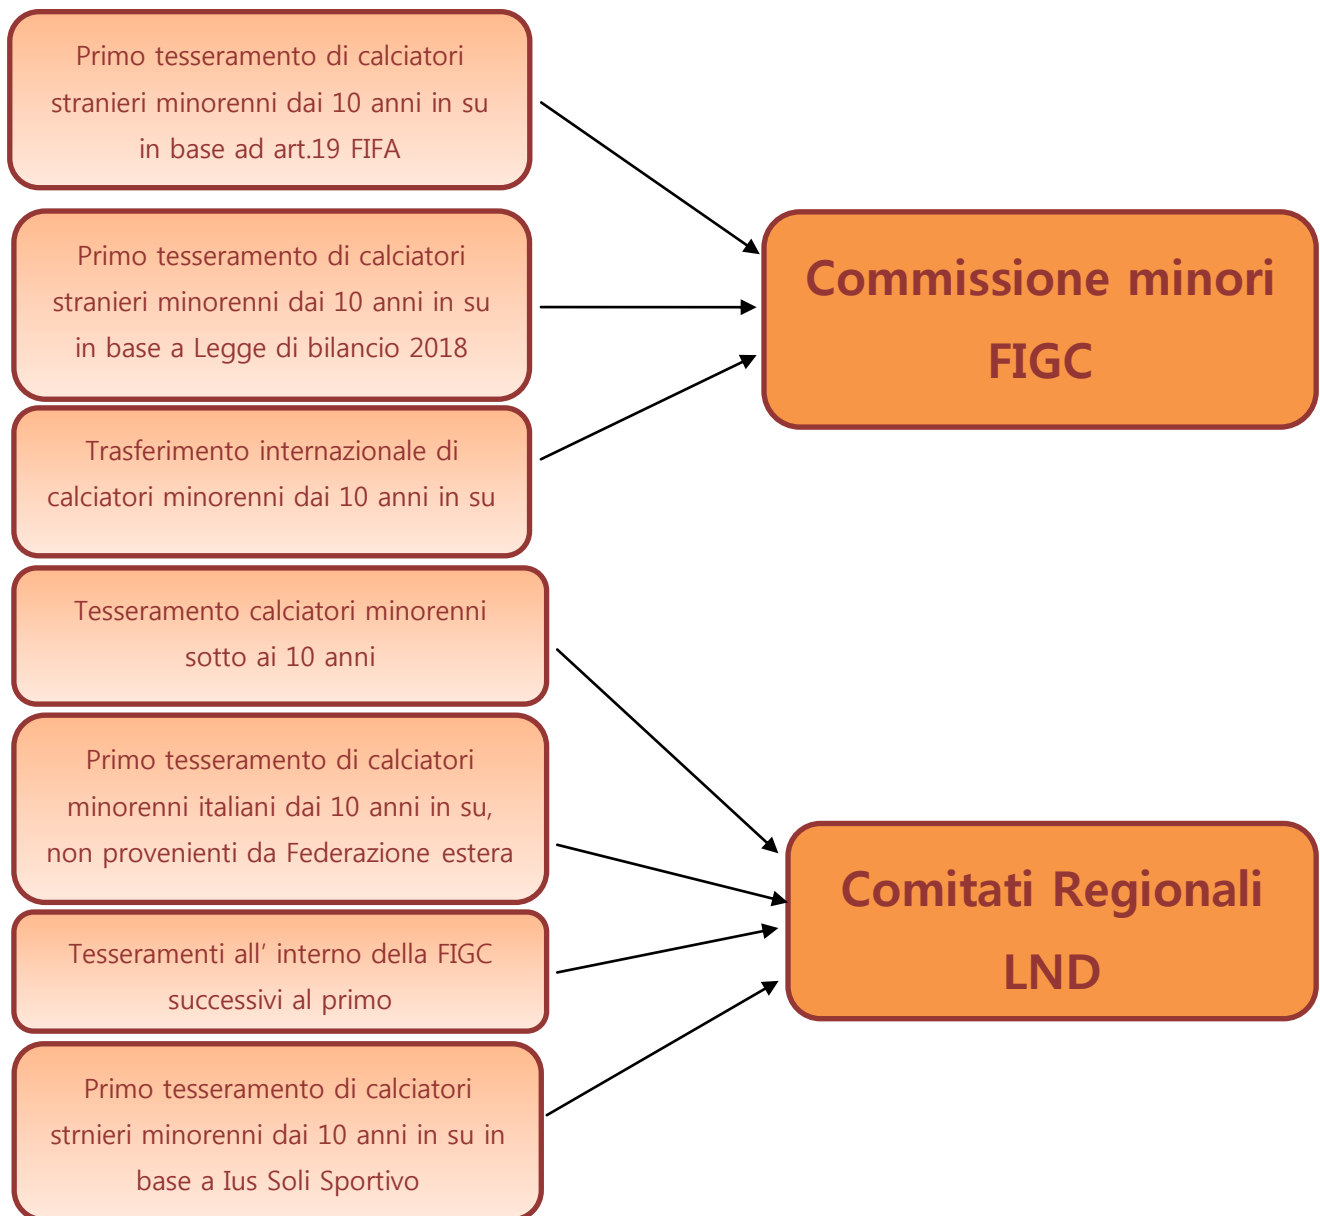 Primo tesseramento di calciatori
stranieri minorenni dai 10 anni in su
in base ad art.19 FIFA
Primo tesseramento di calciatori
stranieri minorenni dai 10 anni in su
in base a Legge di bilancio 2018
Trasferimento internazionale di
calciatori minorenni dai 10 anni in su
Commissione minori
FIGC
Tesseramento calciatori minorenni
sotto ai 10 anni
Primo tesseramento di calciatori
minorenni italiani dai 10 anni in su,
non provenienti da Federazione estera
Tesseramenti all' interno della FIGC
successivi al primo
Primo tesseramento di calciatori
strnieri minorenni dai 10 anni in su in
base a Ius Soli Sportivo
Comitati Regionali
LND